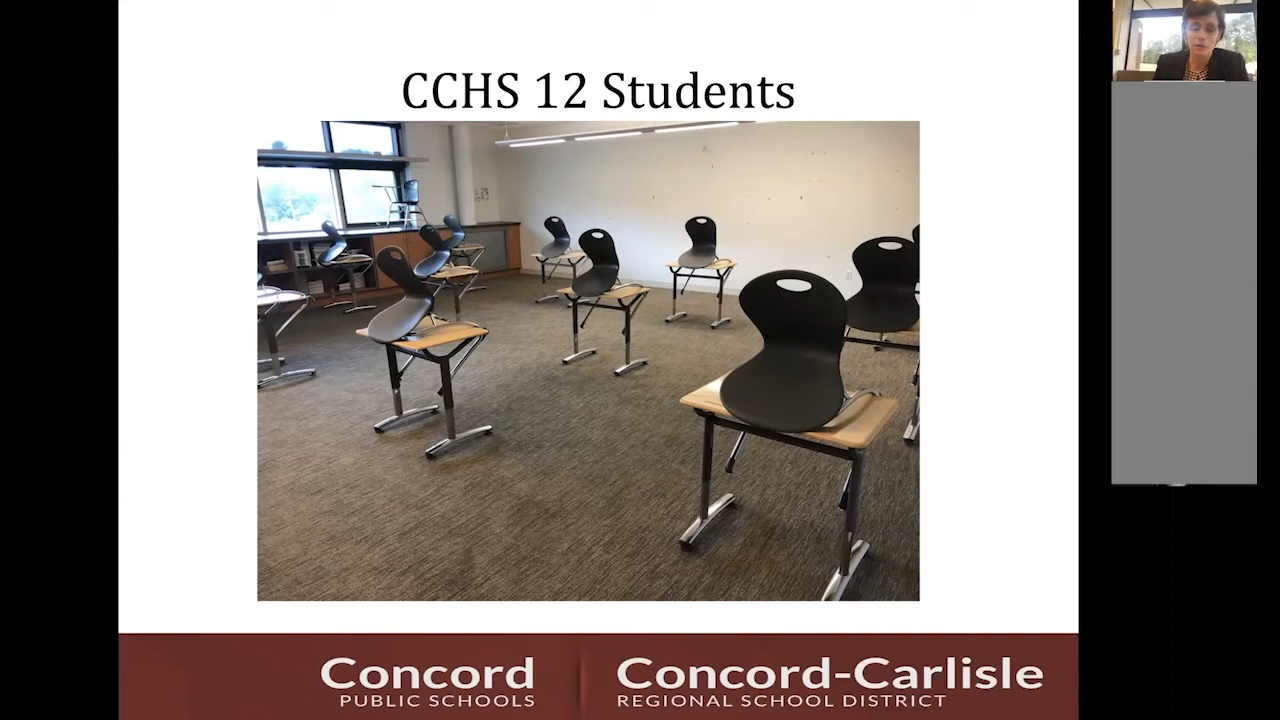 CCHS 12 Students
Concord
PUBLIC SCHOOLS
Concord-Carlisle
REGIONAL SCHOOL DISTRICT